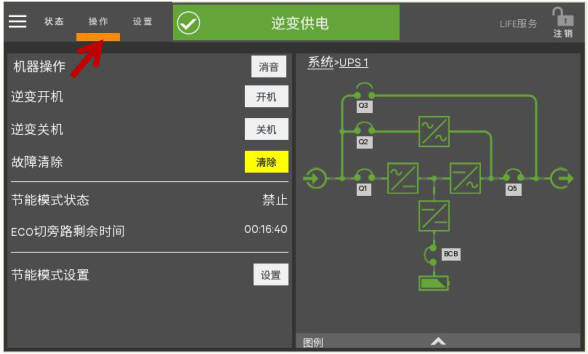 状态 操作 设置 逆变供电 LIFE服务 1 注销
机器操作 消音
逆变开机 开机
逆变关机 关机
故障清除 清除
节能模式状态 禁止
ECO切旁路剩余时间 00:16:40
节能模式设置 设置
系统>UPS 1
Q3
Q2
Q1 Q5
BCB
图例